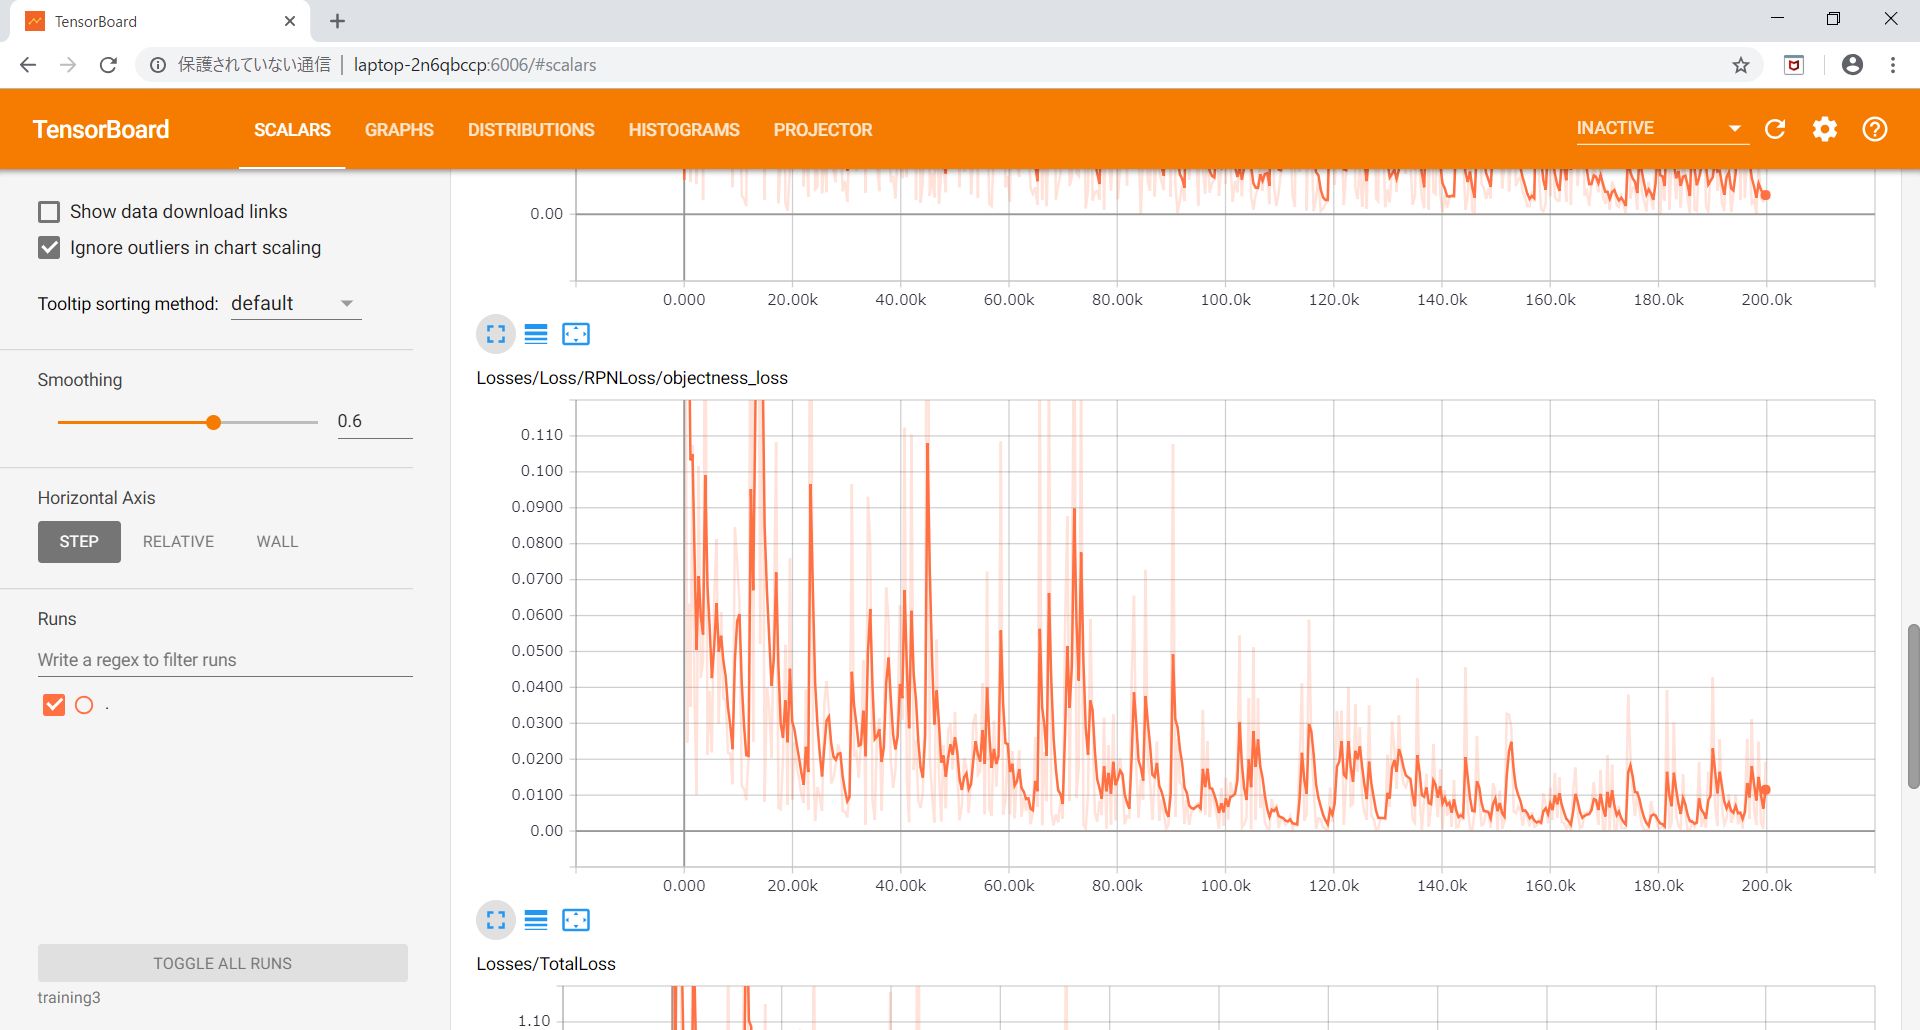 TensorBoard
保護されていない通信 | laptop-2n6qbccp:6006/#scalars
TensorBoard SCALARS GRAPHS DISTRIBUTIONS HISTOGRAMS PROJECTOR INACTIVE
Show data download links
Ignore outliers in chart scaling
Tooltip sorting method: default
Smoothing
0.6
Horizontal Axis
STEP RELATIVE WALL
Runs
Write a regex to filter runs
.
TOGGLE ALL RUNS
training3
0.00
0.000 20.00k 40.00k 60.00k 80.00k 100.0k 120.0k 140.0k 160.0k 180.0k 200.0k
Losses/Loss/RPNLoss/objectness_loss
0.110
0.100
0.0900
0.0800
0.0700
0.0600
0.0500
0.0400
0.0300
0.0200
0.0100
0.00
0.000 20.00k 40.00k 60.00k 80.00k 100.0k 120.0k 140.0k 160.0k 180.0k 200.0k
Losses/TotalLoss
1.10